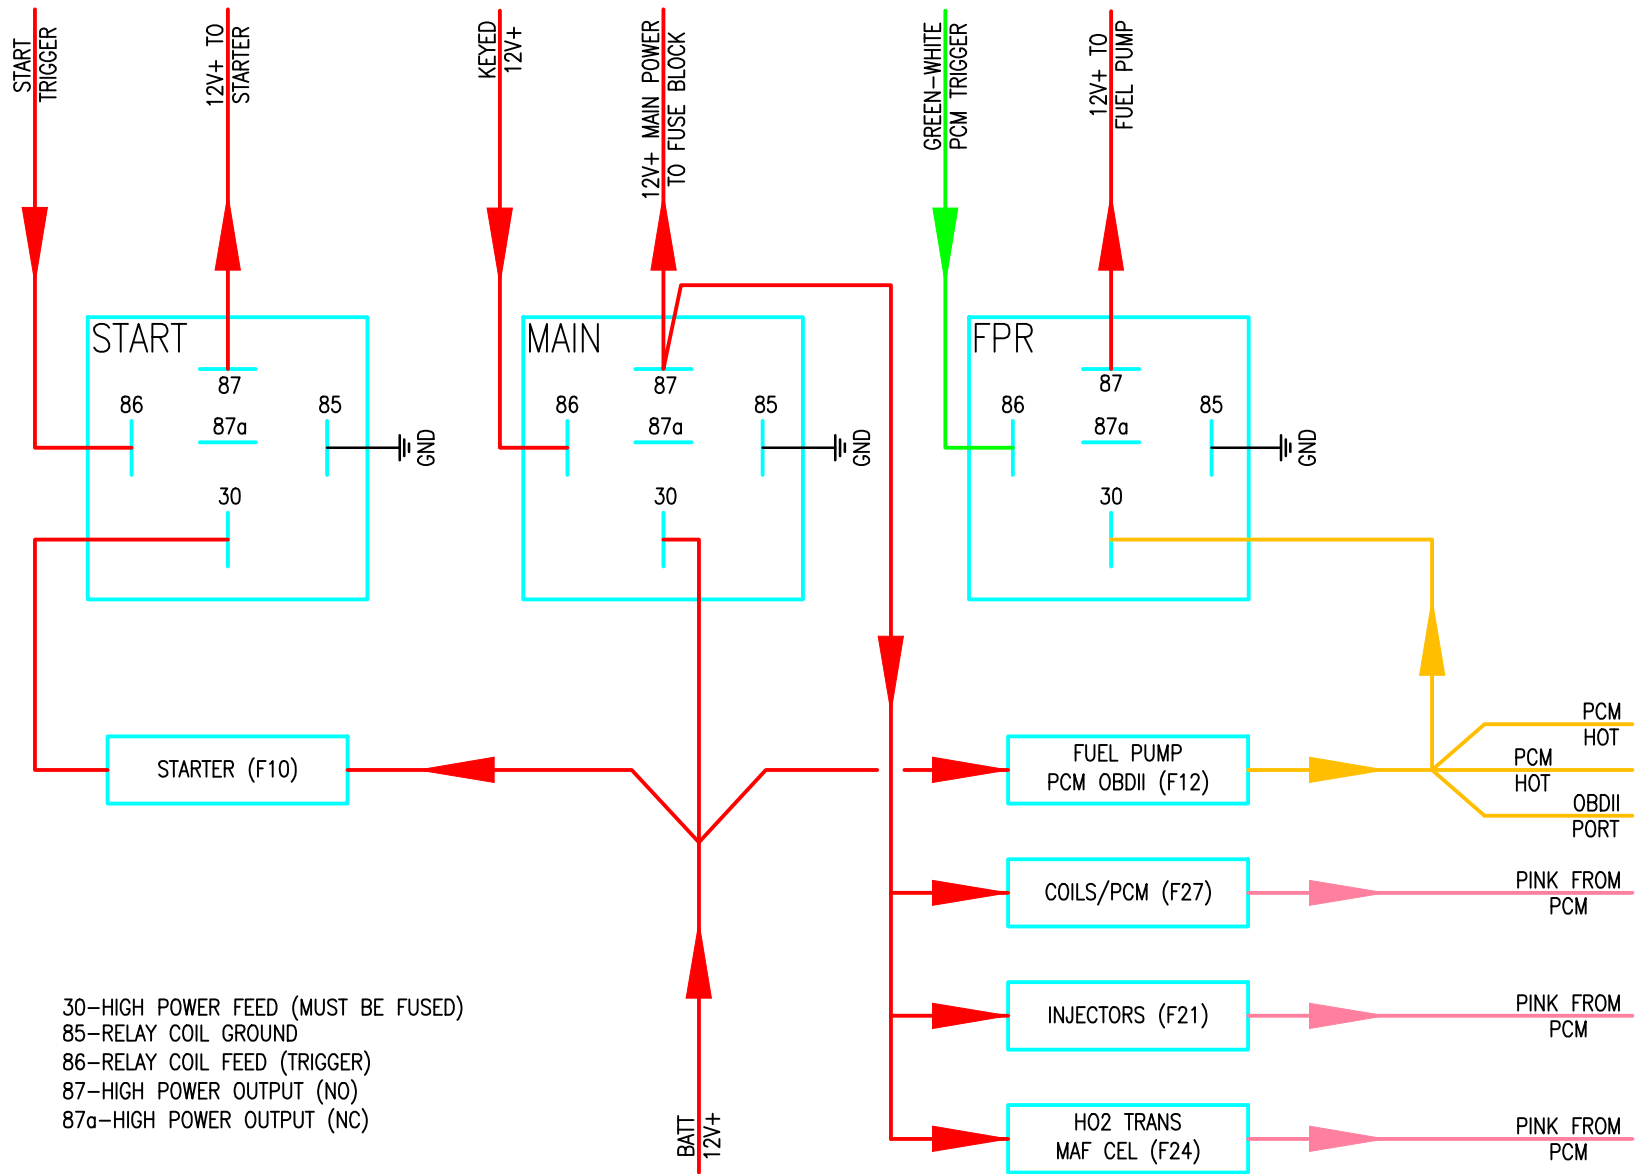 START
TRIGGER
12V+ TO
STARTER
KEYED
12V+
12V+ MAIN POWER
TO FUSE BLOCK
GREEN-WHITE
PCM TRIGGER
12V+ TO
FUEL PUMP
START
87
86
87a
85
30
GND
MAIN
87
86
87a
85
30
GND
FPR
87
86
87a
85
30
GND
STARTER (F10)
FUEL PUMP
PCM OBDII (F12)
PCM
HOT
PCM
HOT
OBDII
PORT
COILS/PCM (F27)
PINK FROM
PCM
INJECTORS (F21)
PINK FROM
PCM
HO2 TRANS
MAF CEL (F24)
PINK FROM
PCM
BATT
12V+
30-HIGH POWER FEED (MUST BE FUSED)
85-RELAY COIL GROUND
86-RELAY COIL FEED (TRIGGER)
87-HIGH POWER OUTPUT (NO)
87a-HIGH POWER OUTPUT (NC)